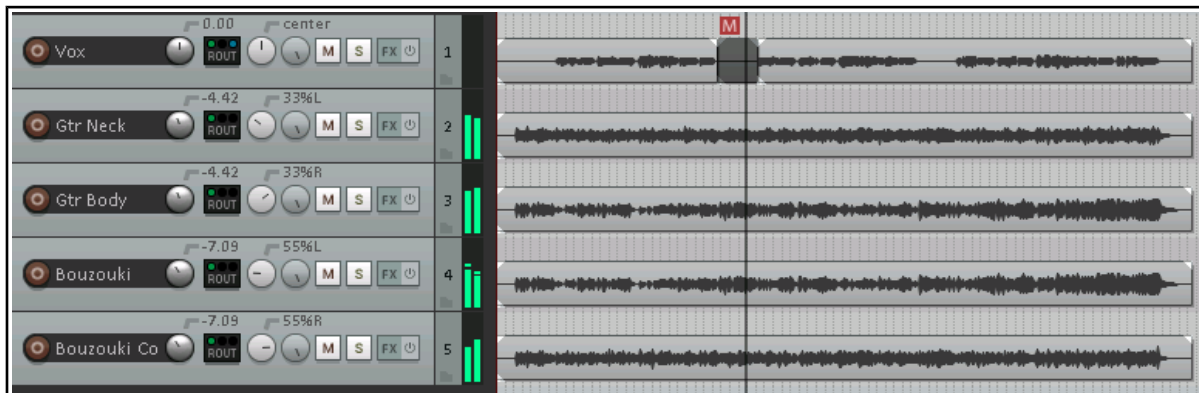 0.00 center
Vox ROUT M S FX 1
M
-4.42 33%L
Gtr Neck ROUT M S FX 2
-4.42 33%R
Gtr Body ROUT M S FX 3
-7.09 55%L
Bouzouki ROUT M S FX 4
-7.09 55%R
Bouzouki Co ROUT M S FX 5